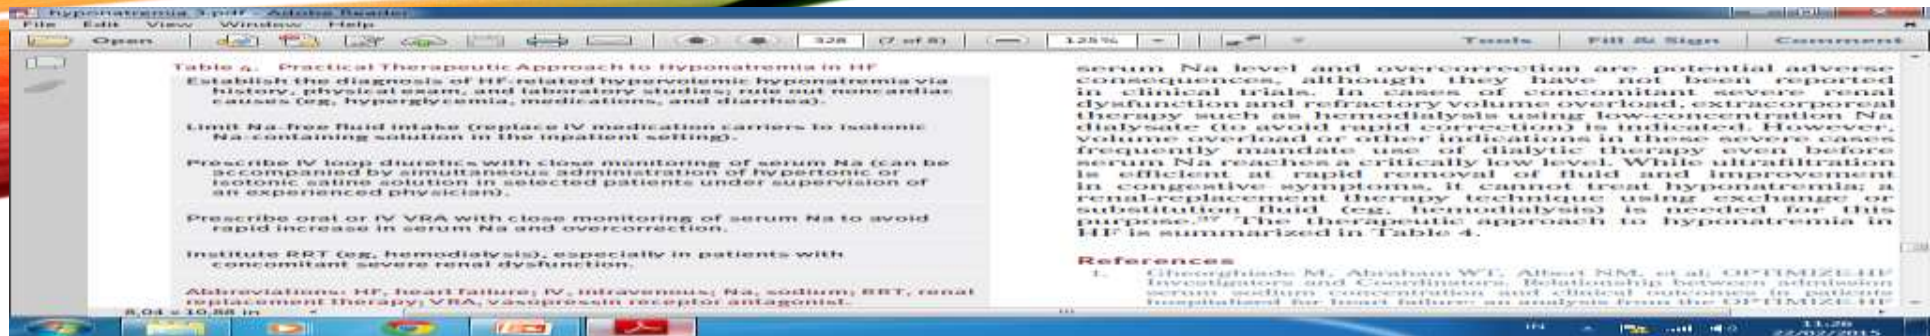 hyponatremia 3.pdf - Adobe Reader
File Edit View Window Help
Open 328 (7 of 8) 125% Tools Fill & Sign Comment
Table 4. Practical Therapeutic Approach to Hyponatremia in HF
Establish the diagnosis of HF-related hypervolemic hyponatremia via
history, physical exam, and laboratory studies; rule out noncardiac
causes (eg, hyperglycemia, medications, and diarrhea).
Limit Na-free fluid intake (replace IV medication carriers to isotonic
Na-containing solution in the inpatient setting).
Prescribe IV loop diuretics with close monitoring of serum Na (can be
accompanied by simultaneous administration of hypertonic or
isotonic saline solution in selected patients under supervision of
an experienced physician).
Prescribe oral or IV VRA with close monitoring of serum Na to avoid
rapid increase in serum Na and overcorrection.
Institute RRT (eg, hemodialysis), especially in patients with
concomitant severe renal dysfunction.
Abbreviations: HF, heart failure; IV, intravenous; Na, sodium; RRT, renal
replacement therapy; VRA, vasopressin receptor antagonist.
serum Na level and overcorrection are potential adverse
consequences, although they have not been reported
in clinical trials. In cases of concomitant severe renal
dysfunction and refractory volume overload, extracorporeal
therapy such as hemodialysis using low-concentration Na
dialysate (to avoid rapid correction) is indicated. However,
volume overload or other indications in these severe cases
frequently mandate use of dialytic therapy even before
serum Na reaches a critically low level. While ultrafiltration
is efficient at rapid removal of fluid and improvement
in congestive symptoms, it cannot treat hyponatremia; a
renal-replacement therapy technique using exchange or
substitution fluid (eg, hemodialysis) is needed for this
purpose. The therapeutic approach to hyponatremia in
HF is summarized in Table 4.
References
1. Gheorghiade M, Abraham WT, Albert NM, et al; OPTIMIZE-HF
Investigators and Coordinators. Relationship between admission
serum sodium concentration and clinical outcomes in patients
hospitalized for heart failure: an analysis from the OPTIMIZE-HF
8.04 x 10.88 in
IN 11:26
22/02/2015